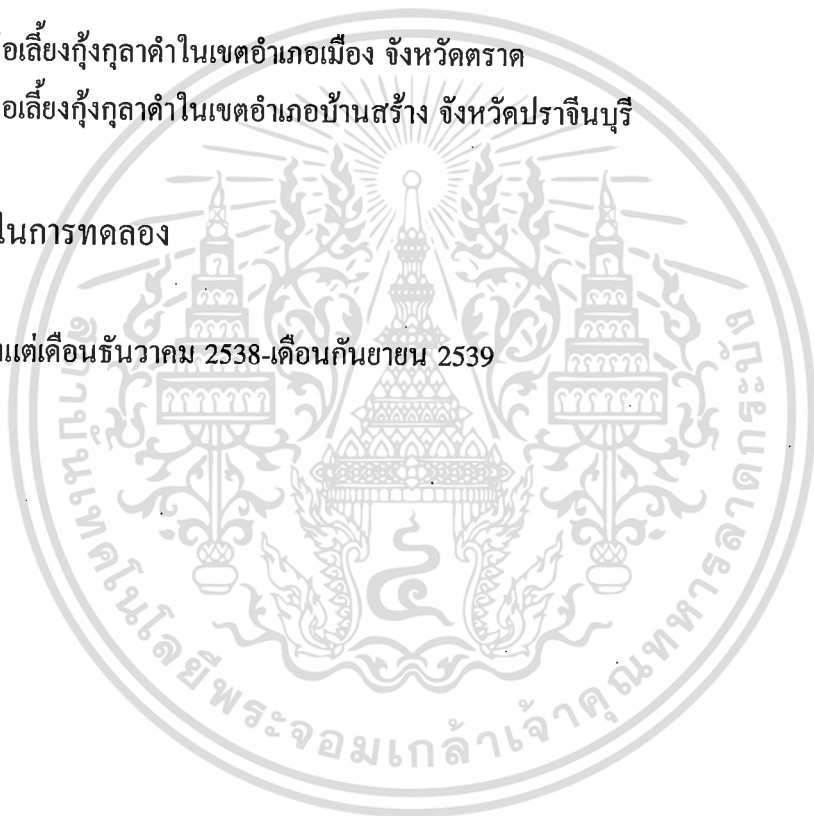 อเลี้ยงกุ้งกุลาดำในเขตอำเภอเมือง จังหวัดตราด
อเลี้ยงกุ้งกุลาดำในเขตอำเภอบ้านสร้าง จังหวัดปราจีนบุรี
ในการทดลอง
แต่เดือนธันวาคม 2538-เดือนกันยายน 2539
สถาบันเทคโนโลยีพระจอมเกล้าเจ้าคุณทหารลาดกระบัง